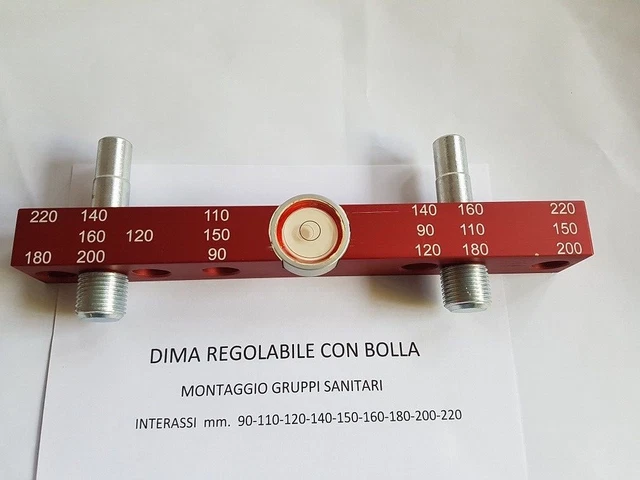 220 140 110 140 160 220
160 120 150 90 110 150
180 200 90 120 180 200
DIMA REGOLABILE CON BOLLA
MONTAGGIO GRUPPI SANITARI
INTERASSI mm. 90-110-120-140-150-160-180-200-220